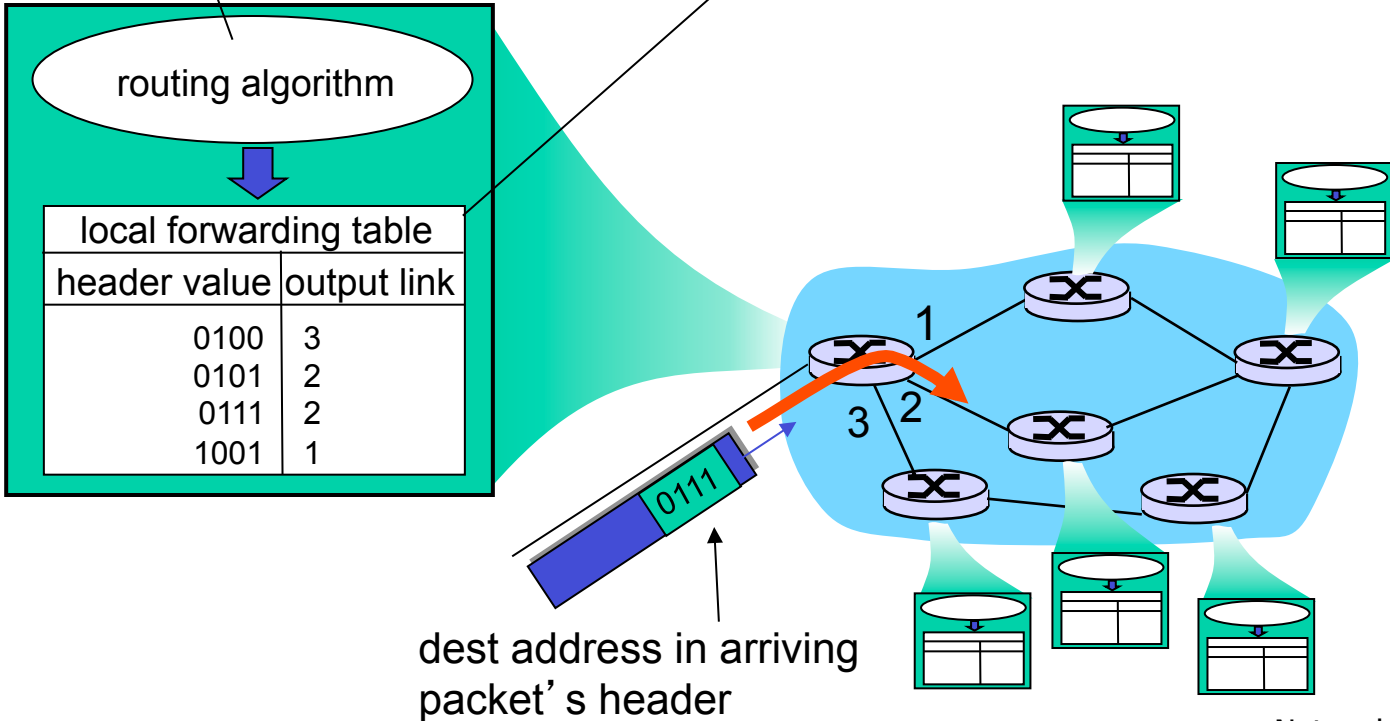 routing algorithm
local forwarding table
header value output link
0100 3
0101 2
0111 2
1001 1
1
2
3
0111
dest address in arriving
packet's header